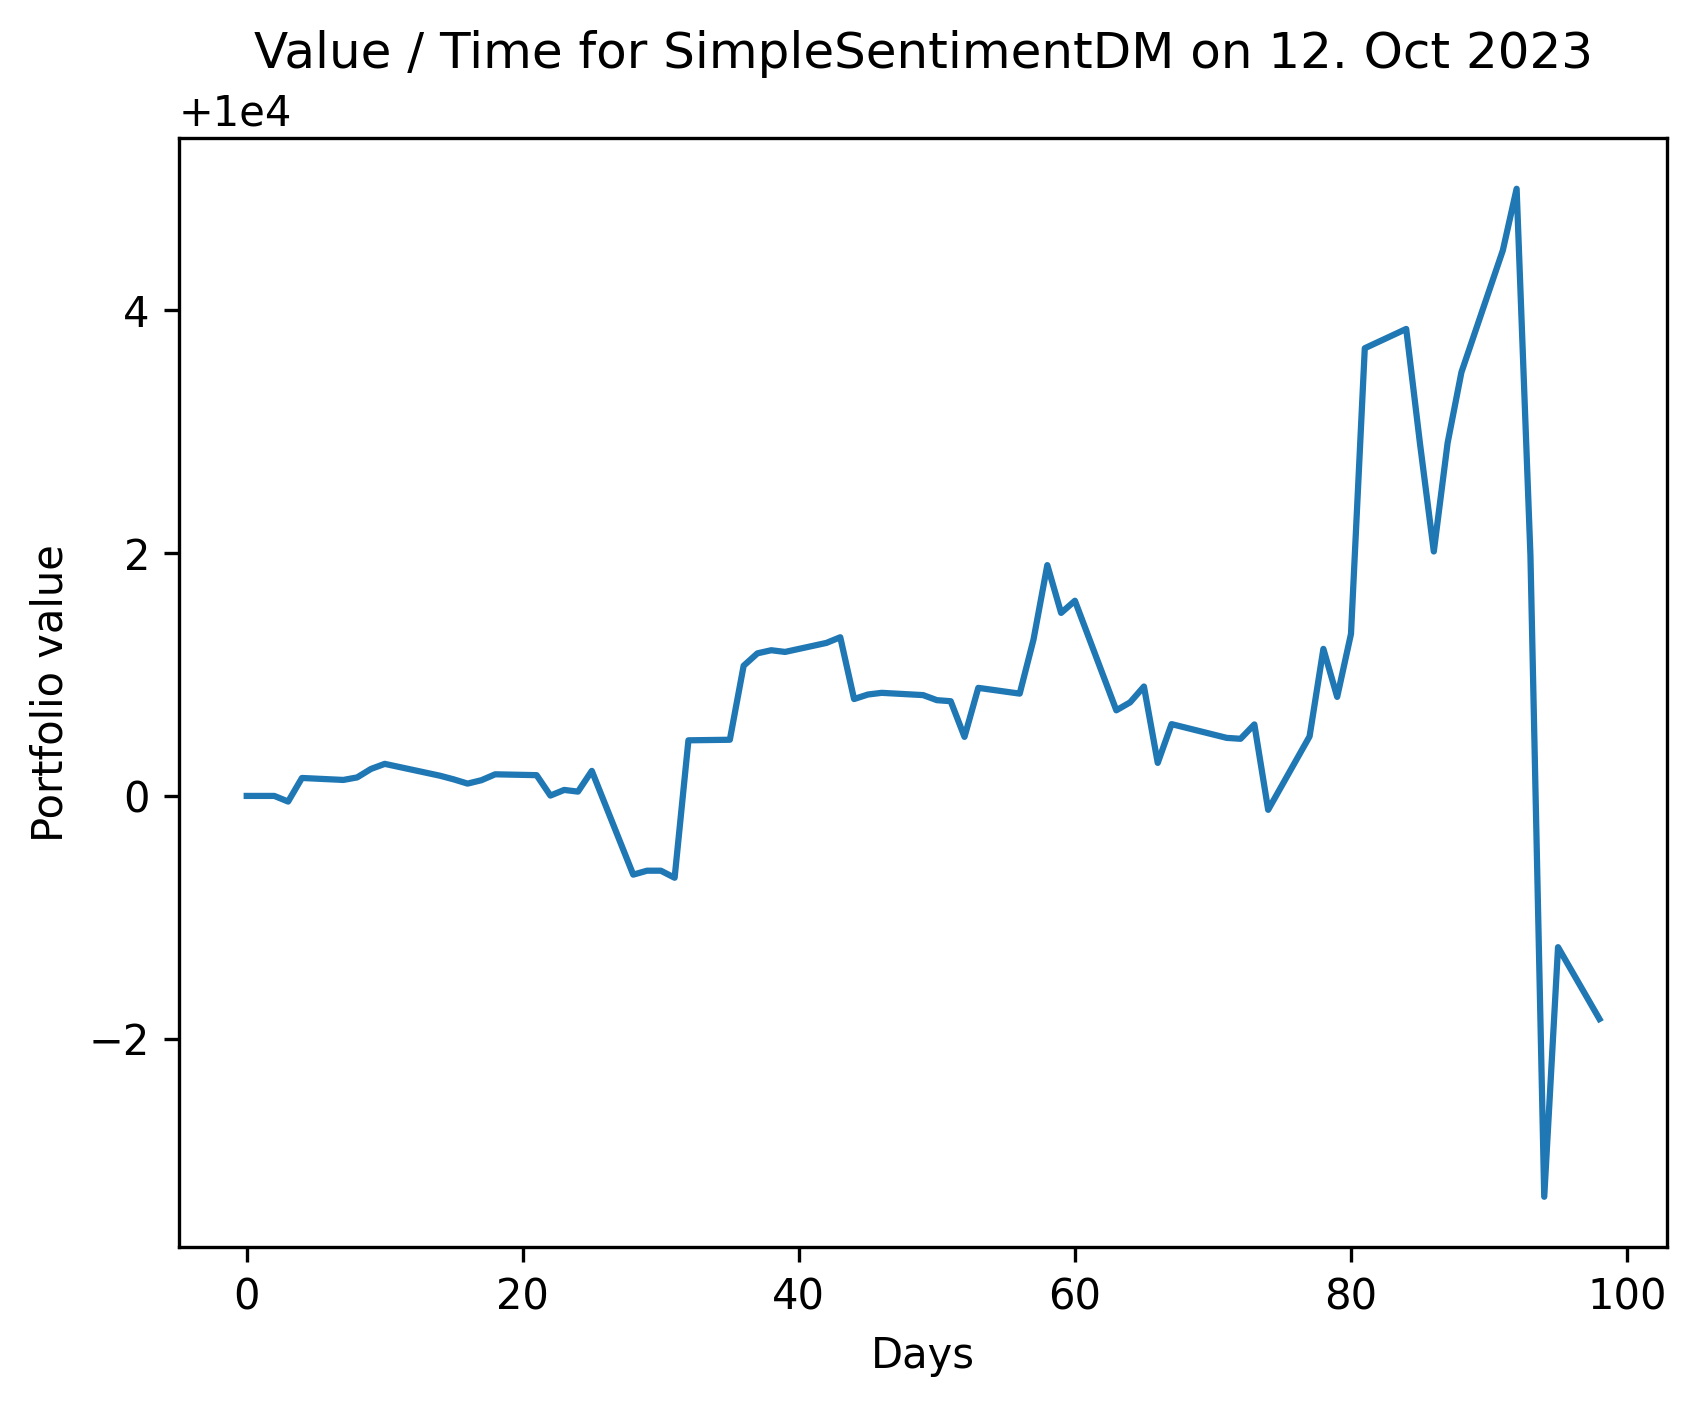 Value / Time for SimpleSentimentDM on 12. Oct 2023
+1e4
4
2
0
−2
Portfolio value
0 20 40 60 80 100
Days